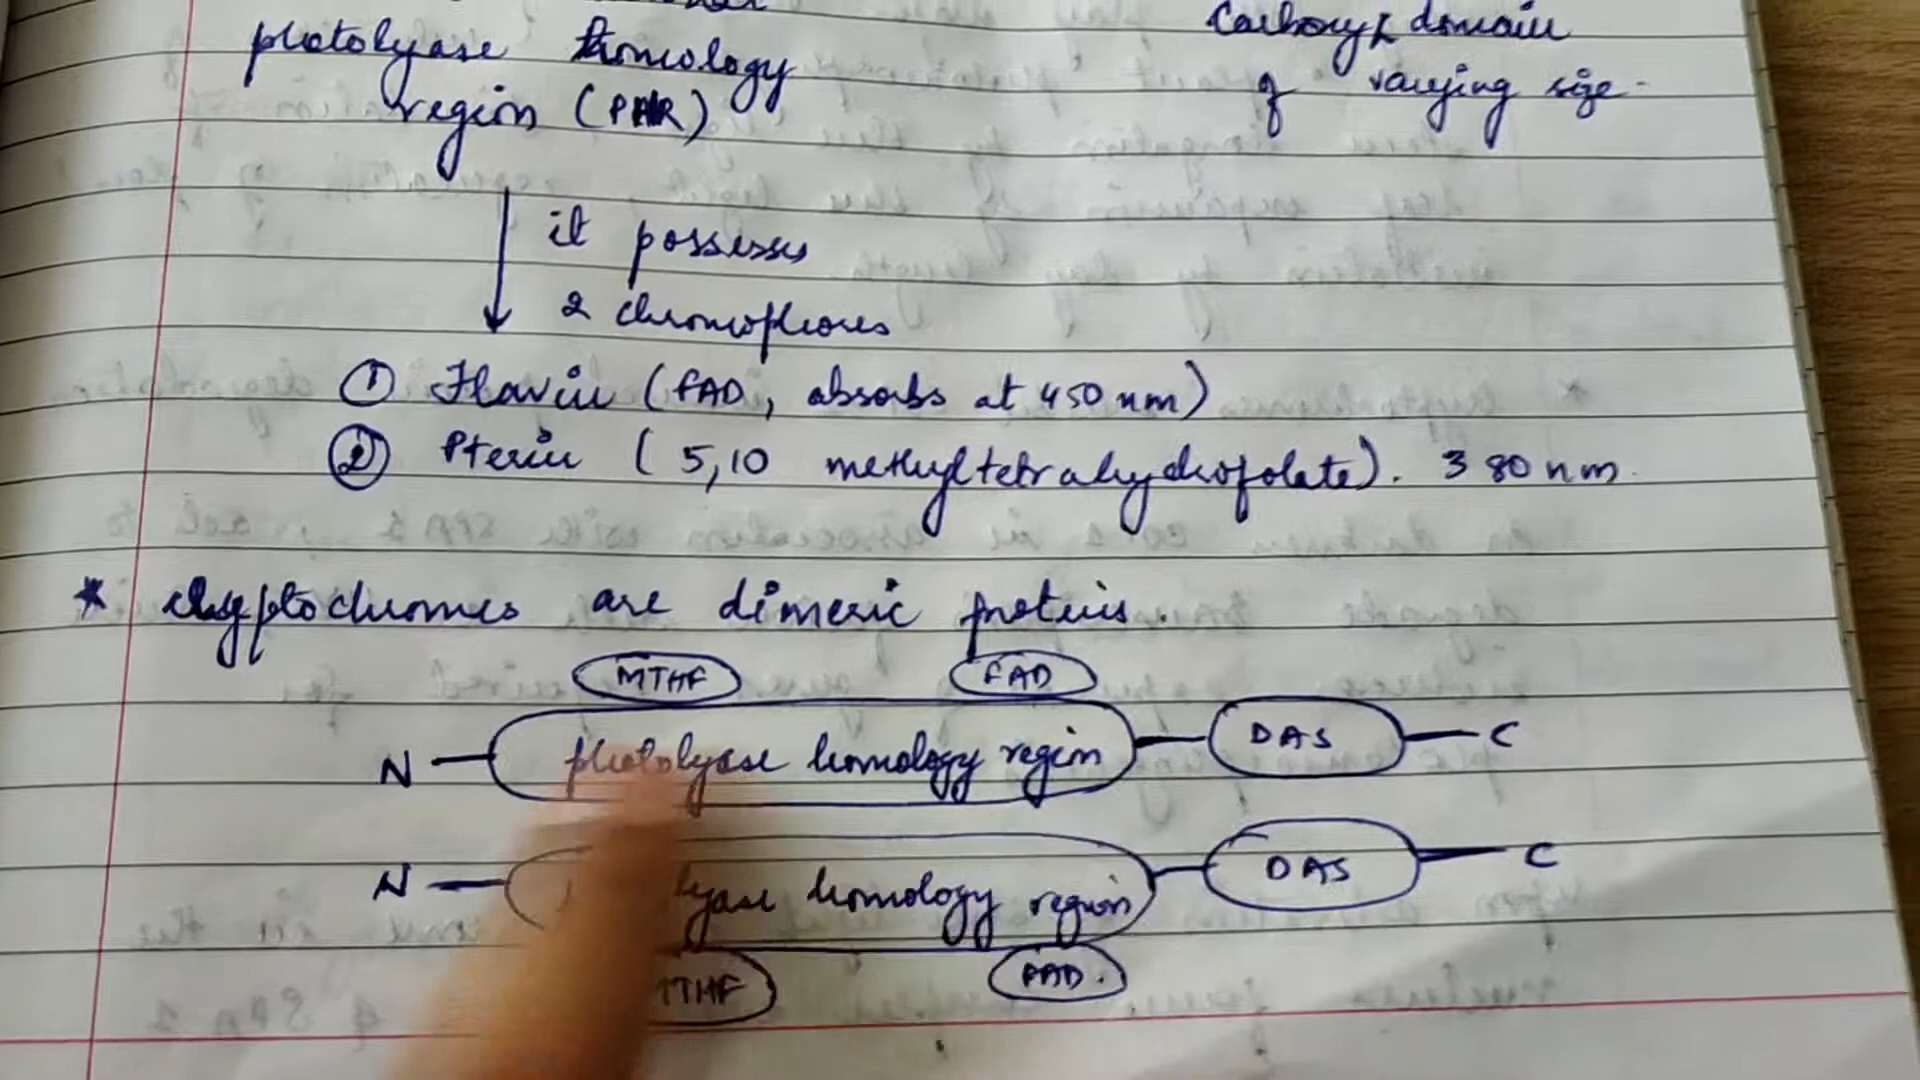 photolyase homology
region (PHR)
Carboxyl domain
of varying size.
it possesses
2 chromophores
① Flavin (FAD, absorbs at 450 nm)
② Pterin (5,10 methyltetrahydrofolate). 380 nm.
* cryptochromes are dimeric proteins.
MTHF FAD
N photolyase homology region DAS C
N lyase homology region DAS C
MTHF FAD.